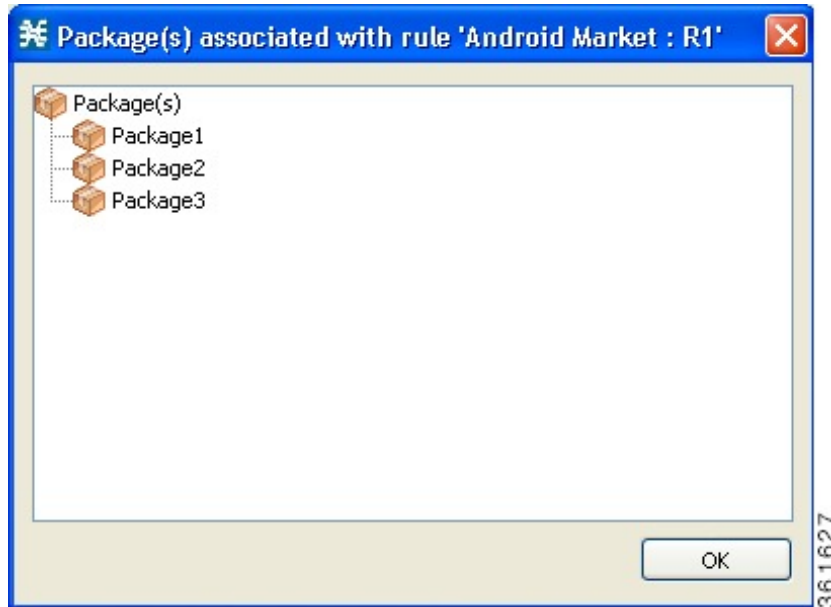 Package(s) associated with rule 'Android Market : R1'
Package(s)
Package1
Package2
Package3
OK
361627